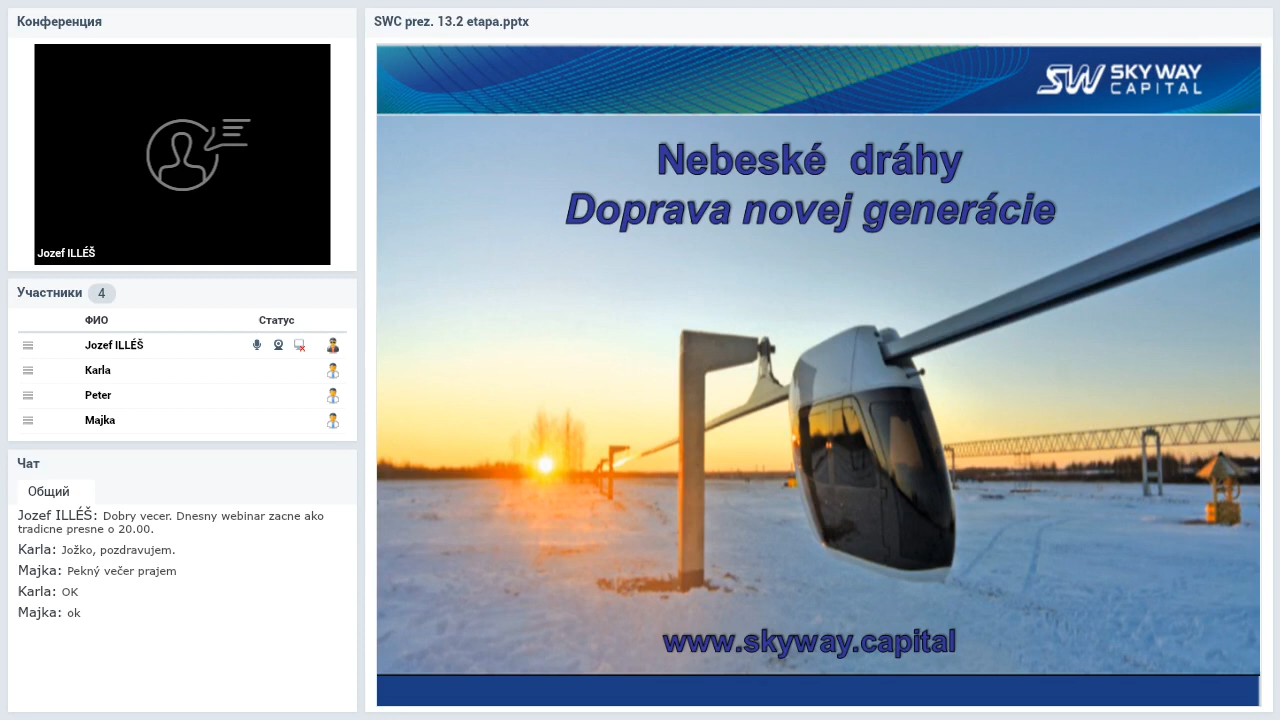 Конференция
Jozef ILLÉŠ
Участники 4
ФИО Статус
Jozef ILLÉŠ
Karla
Peter
Majka
Чат
Общий
Jozef ILLÉŠ: Dobry vecer. Dnesny webinar zacne ako
tradicne presne o 20.00.
Karla: Jožko, pozdravujem.
Majka: Pekný večer prajem
Karla: OK
Majka: ok
SWC prez. 13.2 etapa.pptx
SW SKY WAY
CAPITAL
Nebeské dráhy
Doprava novej generácie
www.skyway.capital